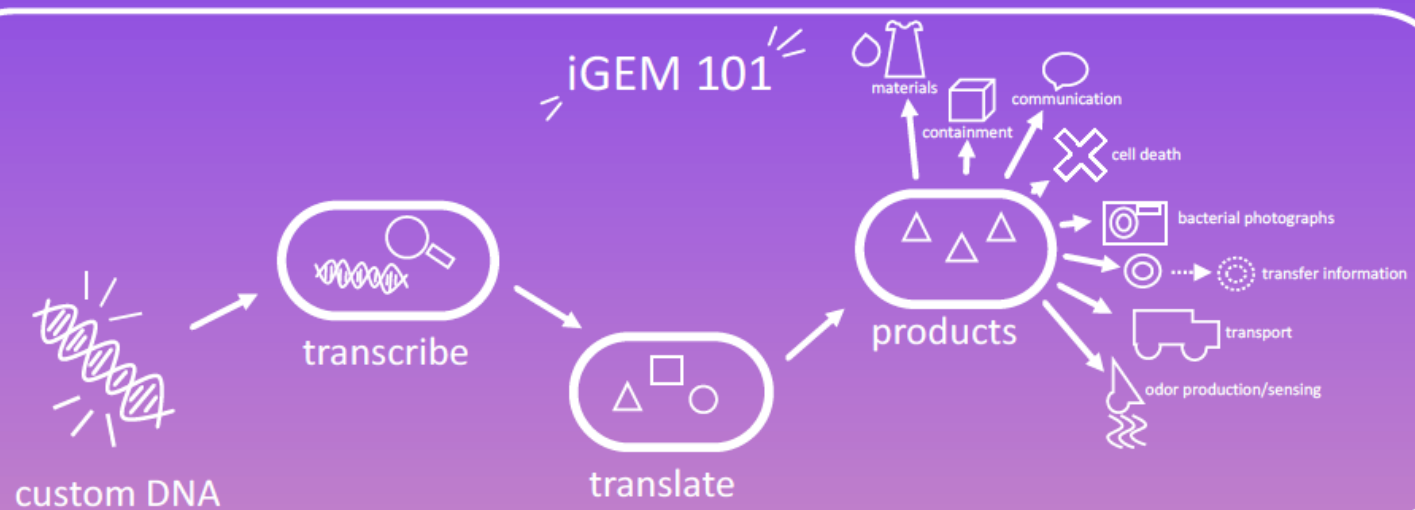 iGEM 101
materials
containment
communication
cell death
bacterial photographs
transfer information
transport
odor production/sensing
products
transcribe
translate
custom DNA